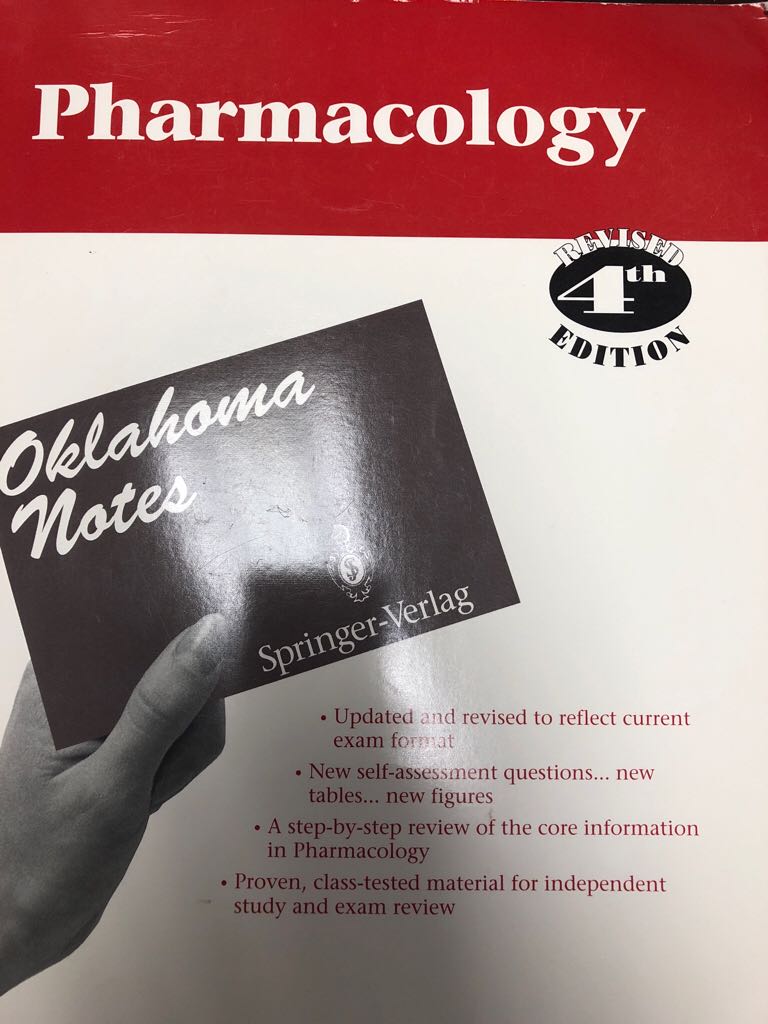 Pharmacology
REVISED
4th
EDITION
Oklahoma
Notes
Springer-Verlag
• Updated and revised to reflect current
exam format
• New self-assessment questions... new
tables... new figures
• A step-by-step review of the core information
in Pharmacology
• Proven, class-tested material for independent
study and exam review